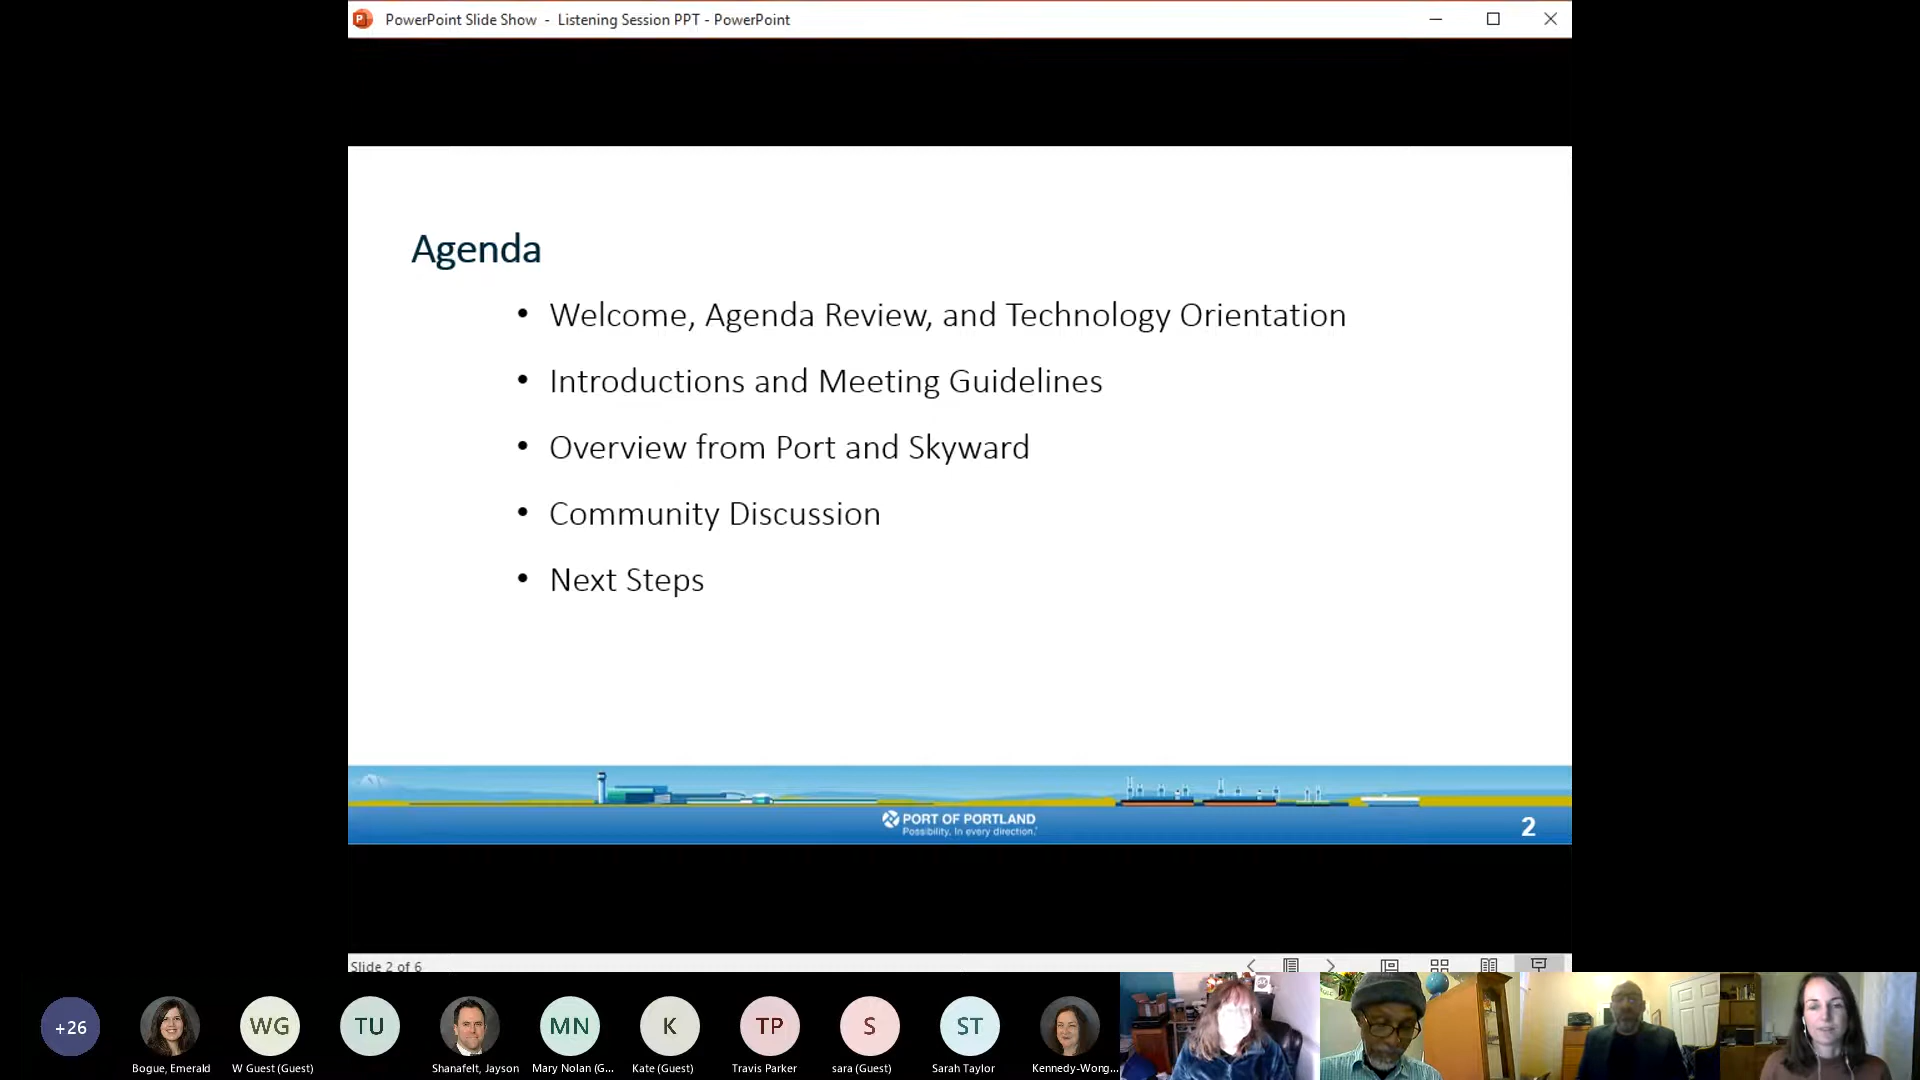 PowerPoint Slide Show - Listening Session PPT - PowerPoint
Agenda
• Welcome, Agenda Review, and Technology Orientation
• Introductions and Meeting Guidelines
• Overview from Port and Skyward
• Community Discussion
• Next Steps
PORT OF PORTLAND
Possibility. In every direction.
2
Slide 2 of 6
+26
WG
TU
MN
K
TP
S
ST
Bogue, Emerald
W Guest (Guest)
Shanafelt, Jayson
Mary Nolan (G...
Kate (Guest)
Travis Parker
sara (Guest)
Sarah Taylor
Kennedy-Wong...